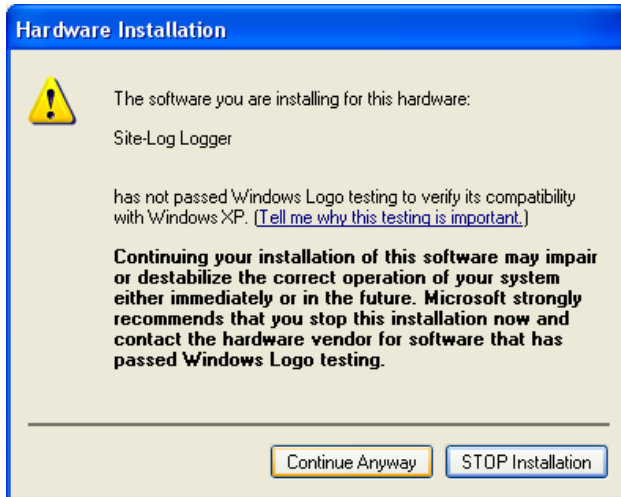 Hardware Installation
The software you are installing for this hardware:
Site-Log Logger
has not passed Windows Logo testing to verify its compatibility
with Windows XP. (Tell me why this testing is important.)
Continuing your installation of this software may impair
or destabilize the correct operation of your system
either immediately or in the future. Microsoft strongly
recommends that you stop this installation now and
contact the hardware vendor for software that has
passed Windows Logo testing.
Continue Anyway STOP Installation